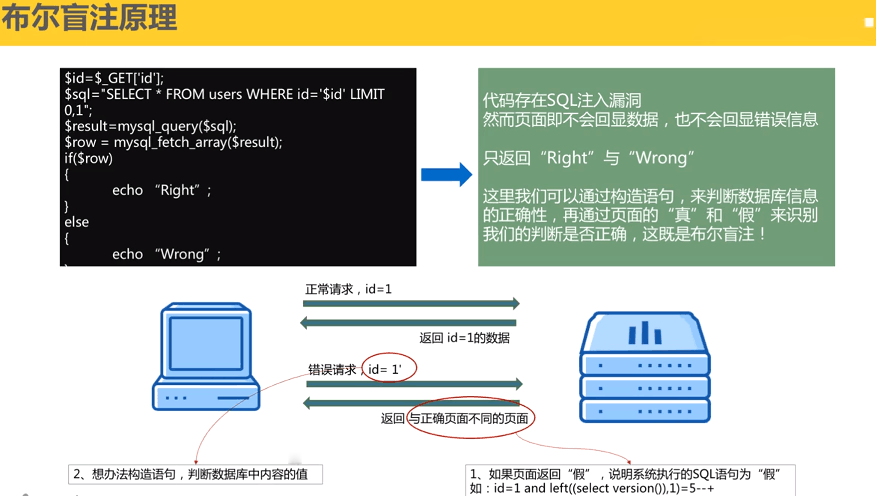 布尔盲注原理
$id=$_GET['id'];
$sql="SELECT * FROM users WHERE id='$id' LIMIT
0,1";
$result=mysql_query($sql);
$row = mysql_fetch_array($result);
if($row)
{
echo “Right”;
}
else
{
echo “Wrong”;
代码存在SQL注入漏洞
然而页面即不会回显数据，也不会回显错误信息
只返回“Right”与“Wrong”
这里我们可以通过构造语句，来判断数据库信息
的正确性，再通过页面的“真”和“假”来识别
我们的判断是否正确，这既是布尔盲注！
正常请求，id=1
返回 id=1的数据
错误请求，id= 1'
返回 与正确页面不同的页面
2、想办法构造语句，判断数据库中内容的值
1、如果页面返回“假”，说明系统执行的SQL语句为“假”
如：id=1 and left((select version()),1)=5--+